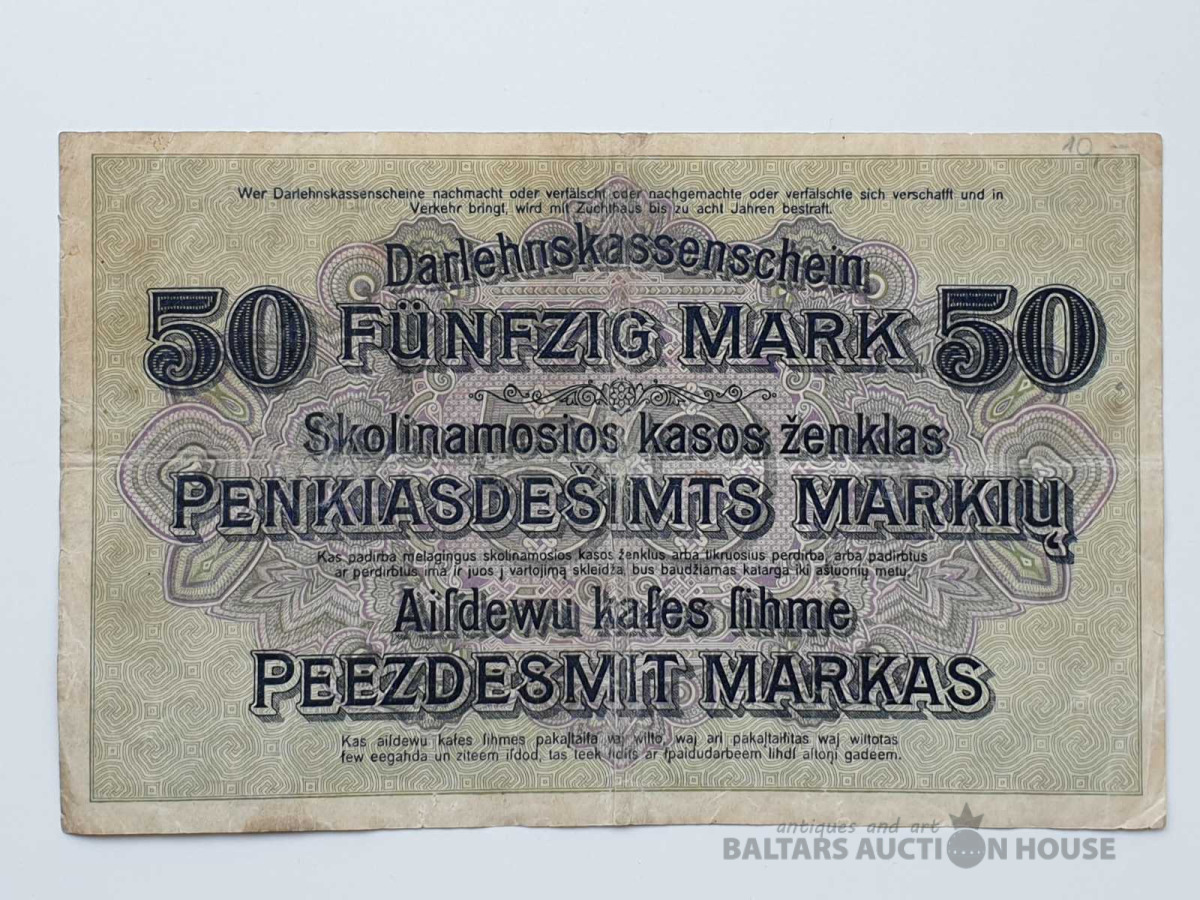 10,-
Wer Darlehnskassenscheine nachmacht oder verfälscht oder nachgemachte oder verfälschte sich verschafft und in
Verkehr bringt, wird mit Zuchthaus bis zu acht Jahren bestraft.
Darlehnskassenschein
50 FÜNFZIG MARK 50
Skolinamosios kasos ženklas
PENKIASDEŠIMTS MARKIŲ
Kas padirba melagingus skolinamosios kasos ženklus arba tikruosius perdirba, arba padirbtus
ar perdirbtus ima ir juos į vartojimą skleidžia, bus baudžiamas katarga iki aštuonių metų.
Aiſdewu kaſes ſihme
PEEZDESMIT MARKAS
Kas aiſdewu kaſes ſihmes pakaļtaiſa waj wilto, waj ari pakaļtaiſitas waj wiltotas
ſew eegahda un ziteem iſdod, tas teek ſodits ar ſpaidudarbeem lihdſ aſtoņi gadeem.
antiques and art
BALTARS AUCTION HOUSE